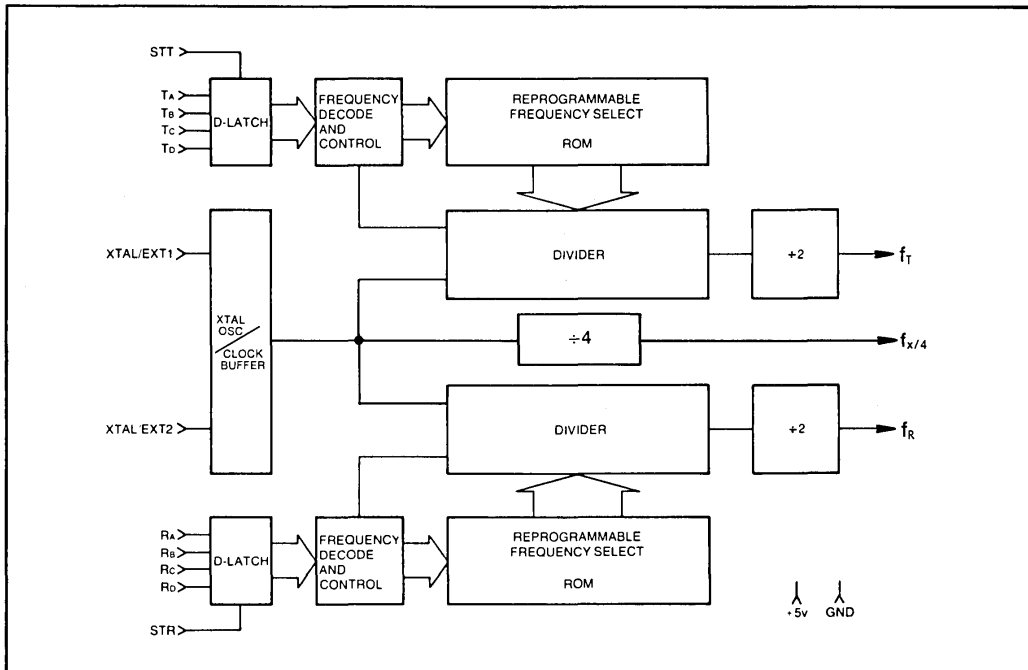 STT
TA
TB
TC
TD
D-LATCH
FREQUENCY
DECODE
AND
CONTROL
REPROGRAMMABLE
FREQUENCY SELECT
ROM
XTAL/EXT1
XTAL
OSC
CLOCK
BUFFER
XTAL/EXT2
DIVIDER
÷2
fT
÷4
fx/4
DIVIDER
÷2
fR
RA
RB
RC
RD
D-LATCH
STR
FREQUENCY
DECODE
AND
CONTROL
REPROGRAMMABLE
FREQUENCY SELECT
ROM
+5v
GND